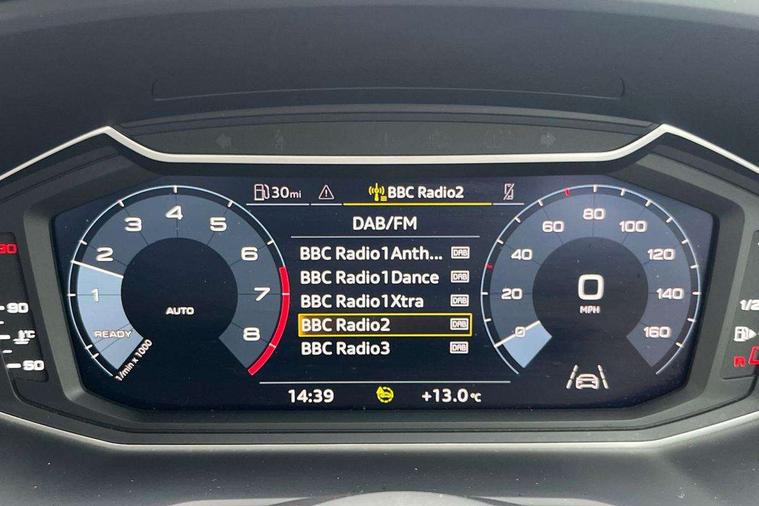 30mi BBC Radio2
DAB/FM
BBC Radio1Anth... DAB
BBC Radio1Dance DAB
BBC Radio1Xtra DAB
BBC Radio2 DAB
BBC Radio3 DAB
14:39 +13.0°C
READY
1
2
3
4
5
6
7
8
AUTO
1/min x 1000
0
20
40
60
80
100
120
140
160
0
MPH
90
°C
50
1/2
R